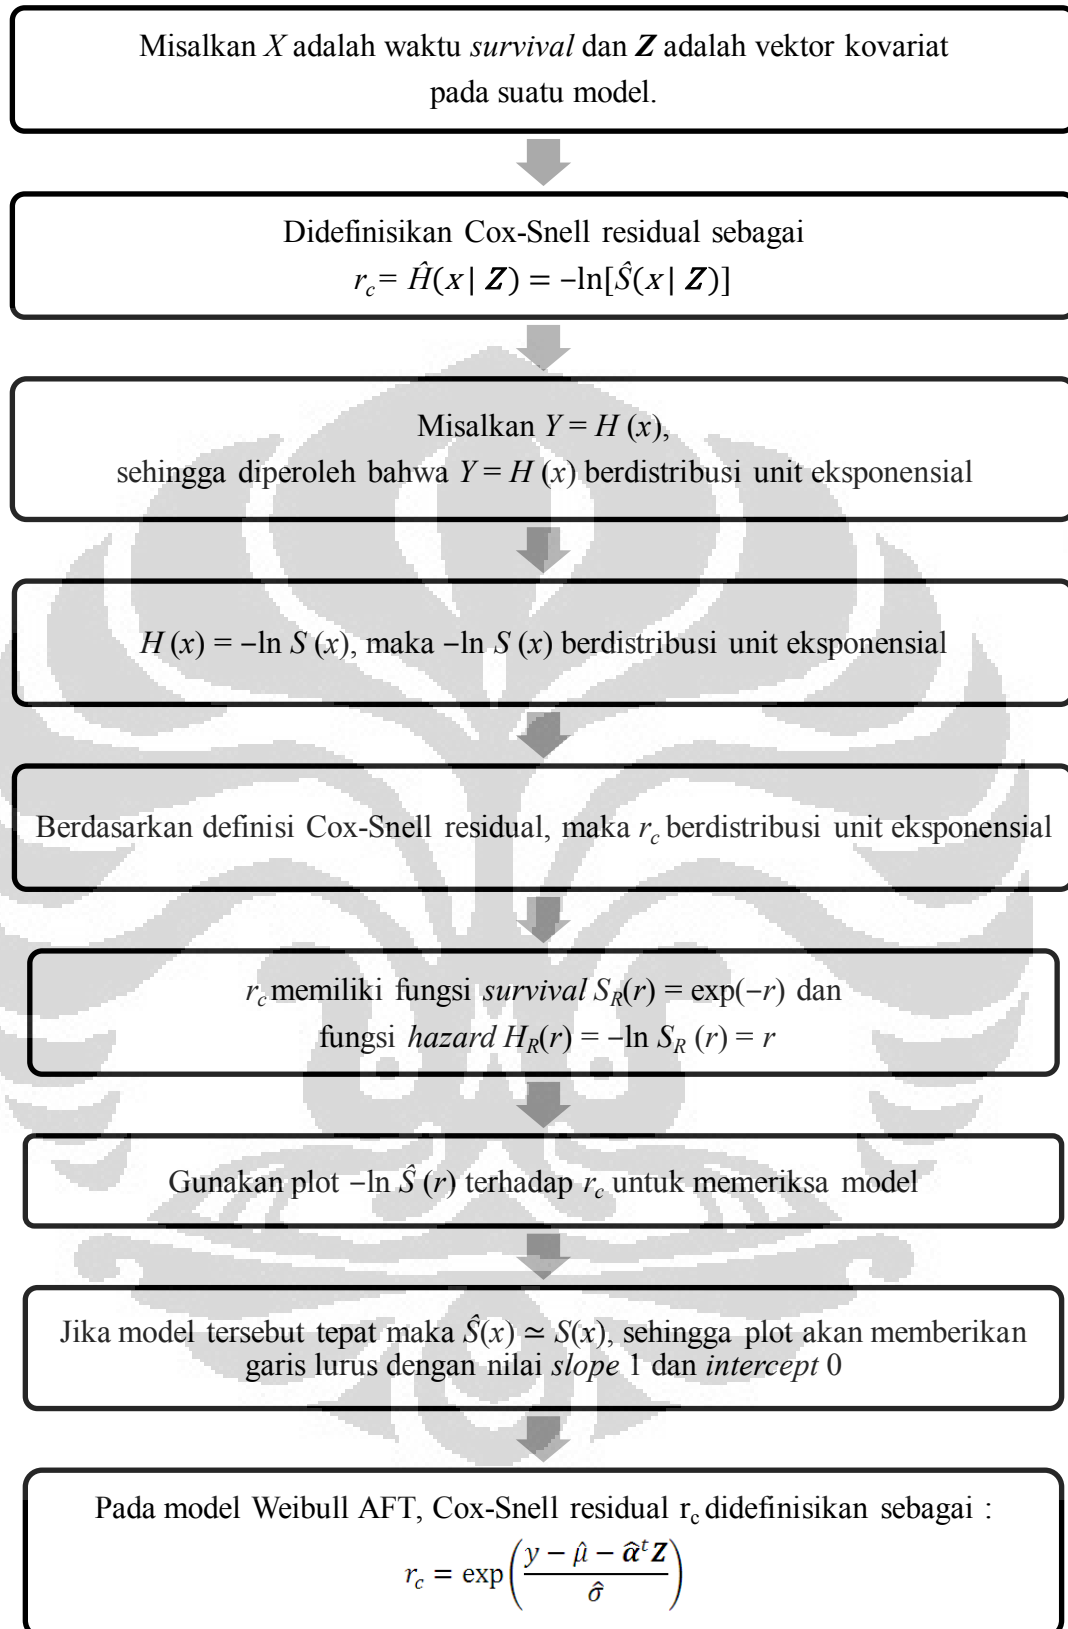 Misalkan X adalah waktu survival dan Z adalah vektor kovariat
pada suatu model.
Didefinisikan Cox-Snell residual sebagai
r_c = Ĥ(x | Z) = –ln[Ŝ(x | Z)]
Misalkan Y = H (x),
sehingga diperoleh bahwa Y = H (x) berdistribusi unit eksponensial
H (x) = –ln S (x), maka –ln S (x) berdistribusi unit eksponensial
Berdasarkan definisi Cox-Snell residual, maka r_c berdistribusi unit eksponensial
r_c memiliki fungsi survival S_R(r) = exp(–r) dan
fungsi hazard H_R(r) = –ln S_R (r) = r
Gunakan plot –ln Ŝ (r) terhadap r_c untuk memeriksa model
Jika model tersebut tepat maka Ŝ(x) ≃ S(x), sehingga plot akan memberikan
garis lurus dengan nilai slope 1 dan intercept 0
Pada model Weibull AFT, Cox-Snell residual r_c didefinisikan sebagai :
r_c = exp((y − μ̂ − α̂^t Z) / σ̂)